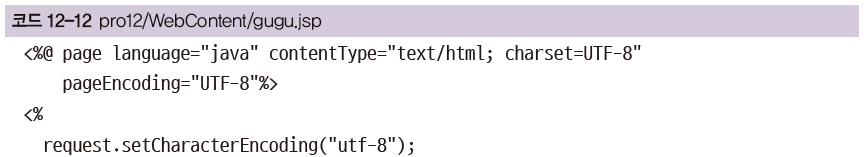 코드 12-12 pro12/WebContent/gugu.jsp
<%@ page language="java" contentType="text/html; charset=UTF-8"
pageEncoding="UTF-8"%>
<%
request.setCharacterEncoding("utf-8");